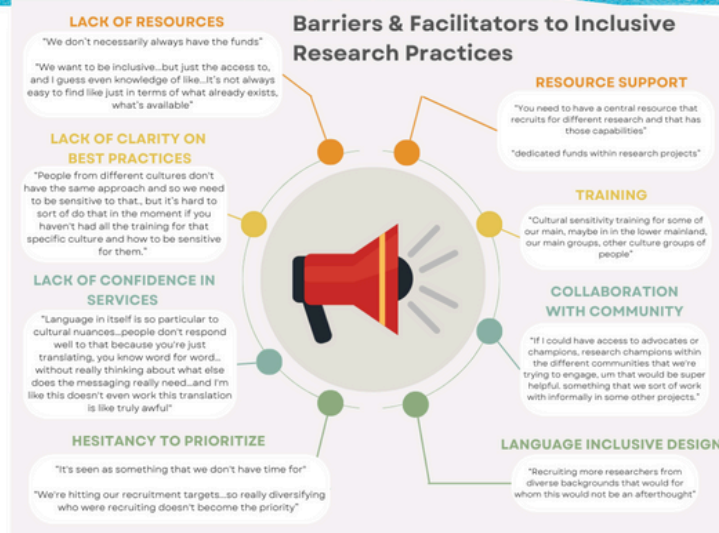 Barriers & Facilitators to Inclusive
Research Practices
LACK OF RESOURCES
"We don't necessarily always have the funds"
"We want to be inclusive...but just the access to,
and I guess even knowledge of like...It's not always
easy to find like just in terms of what already exists,
what's available"
LACK OF CLARITY ON
BEST PRACTICES
"People from different cultures don't
have the same approach and so we need
to be sensitive to that., but it's hard to
sort of do that in the moment if you
haven't had all the training for that
specific culture and how to be sensitive
for them."
LACK OF CONFIDENCE IN
SERVICES
"Language in itself is so particular to
cultural nuances...people don't respond
well to that because you're just
translating, you know word for word...
without really thinking about what else
does the messaging really need...and I'm
like this doesn't even work this translation
is like truly awful"
HESITANCY TO PRIORITIZE
"It's seen as something that we don't have time for"
"We're hitting our recruitment targets...so really diversifying
who were recruiting doesn't become the priority"
RESOURCE SUPPORT
"You need to have a central resource that
recruits for different research and that has
those capabilities"
"dedicated funds within research projects"
TRAINING
"Cultural sensitivity training for some of
our main, maybe in in the lower mainland,
our main groups, other culture groups of
people"
COLLABORATION
WITH COMMUNITY
"If I could have access to advocates or
champions, research champions within
the different communities that we're
trying to engage, um that would be super
helpful. something that we sort of work
with informally in some other projects."
LANGUAGE INCLUSIVE DESIGN
"Recruiting more researchers from
diverse backgrounds that would for
whom this would not be an afterthought"